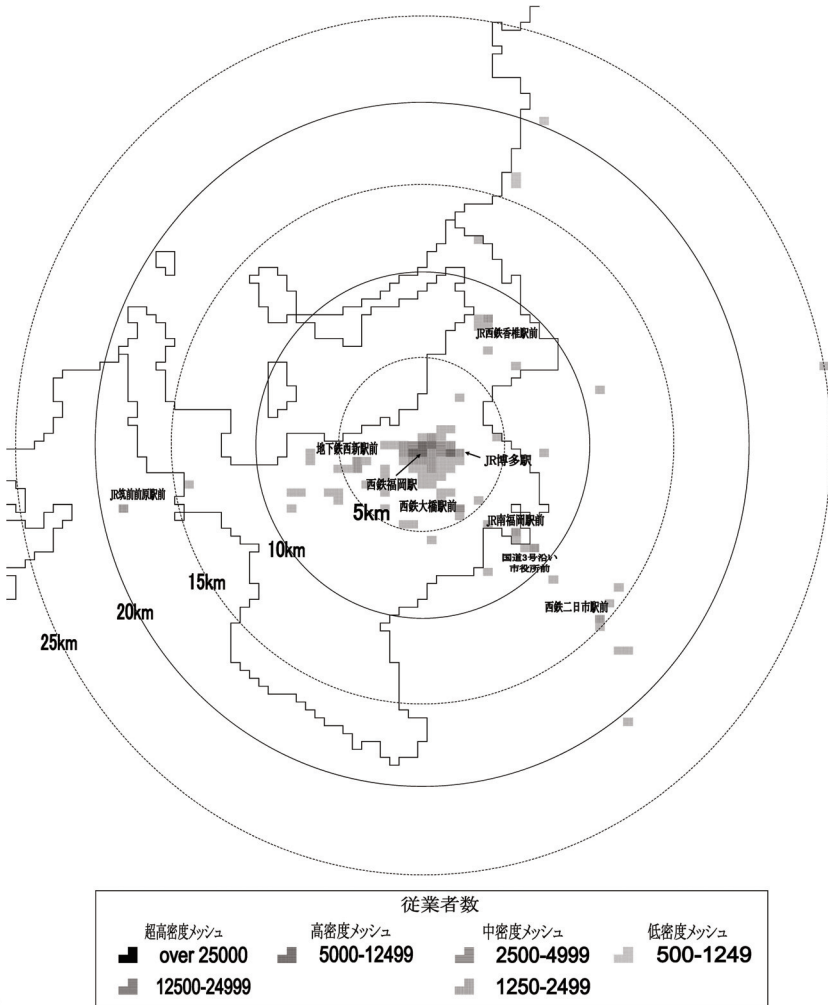 JR西鉄香椎駅前
地下鉄西新駅前
JR博多駅
西鉄福岡駅
JR筑前前原駅前
西鉄大橋駅前
5km
JR南福岡駅前
10km
国道3号沿い
市役所前
15km
西鉄二日市駅前
20km
25km
従業者数
超高密度メッシュ 高密度メッシュ 中密度メッシュ 低密度メッシュ
over 25000 5000-12499 2500-4999 500-1249
12500-24999 1250-2499